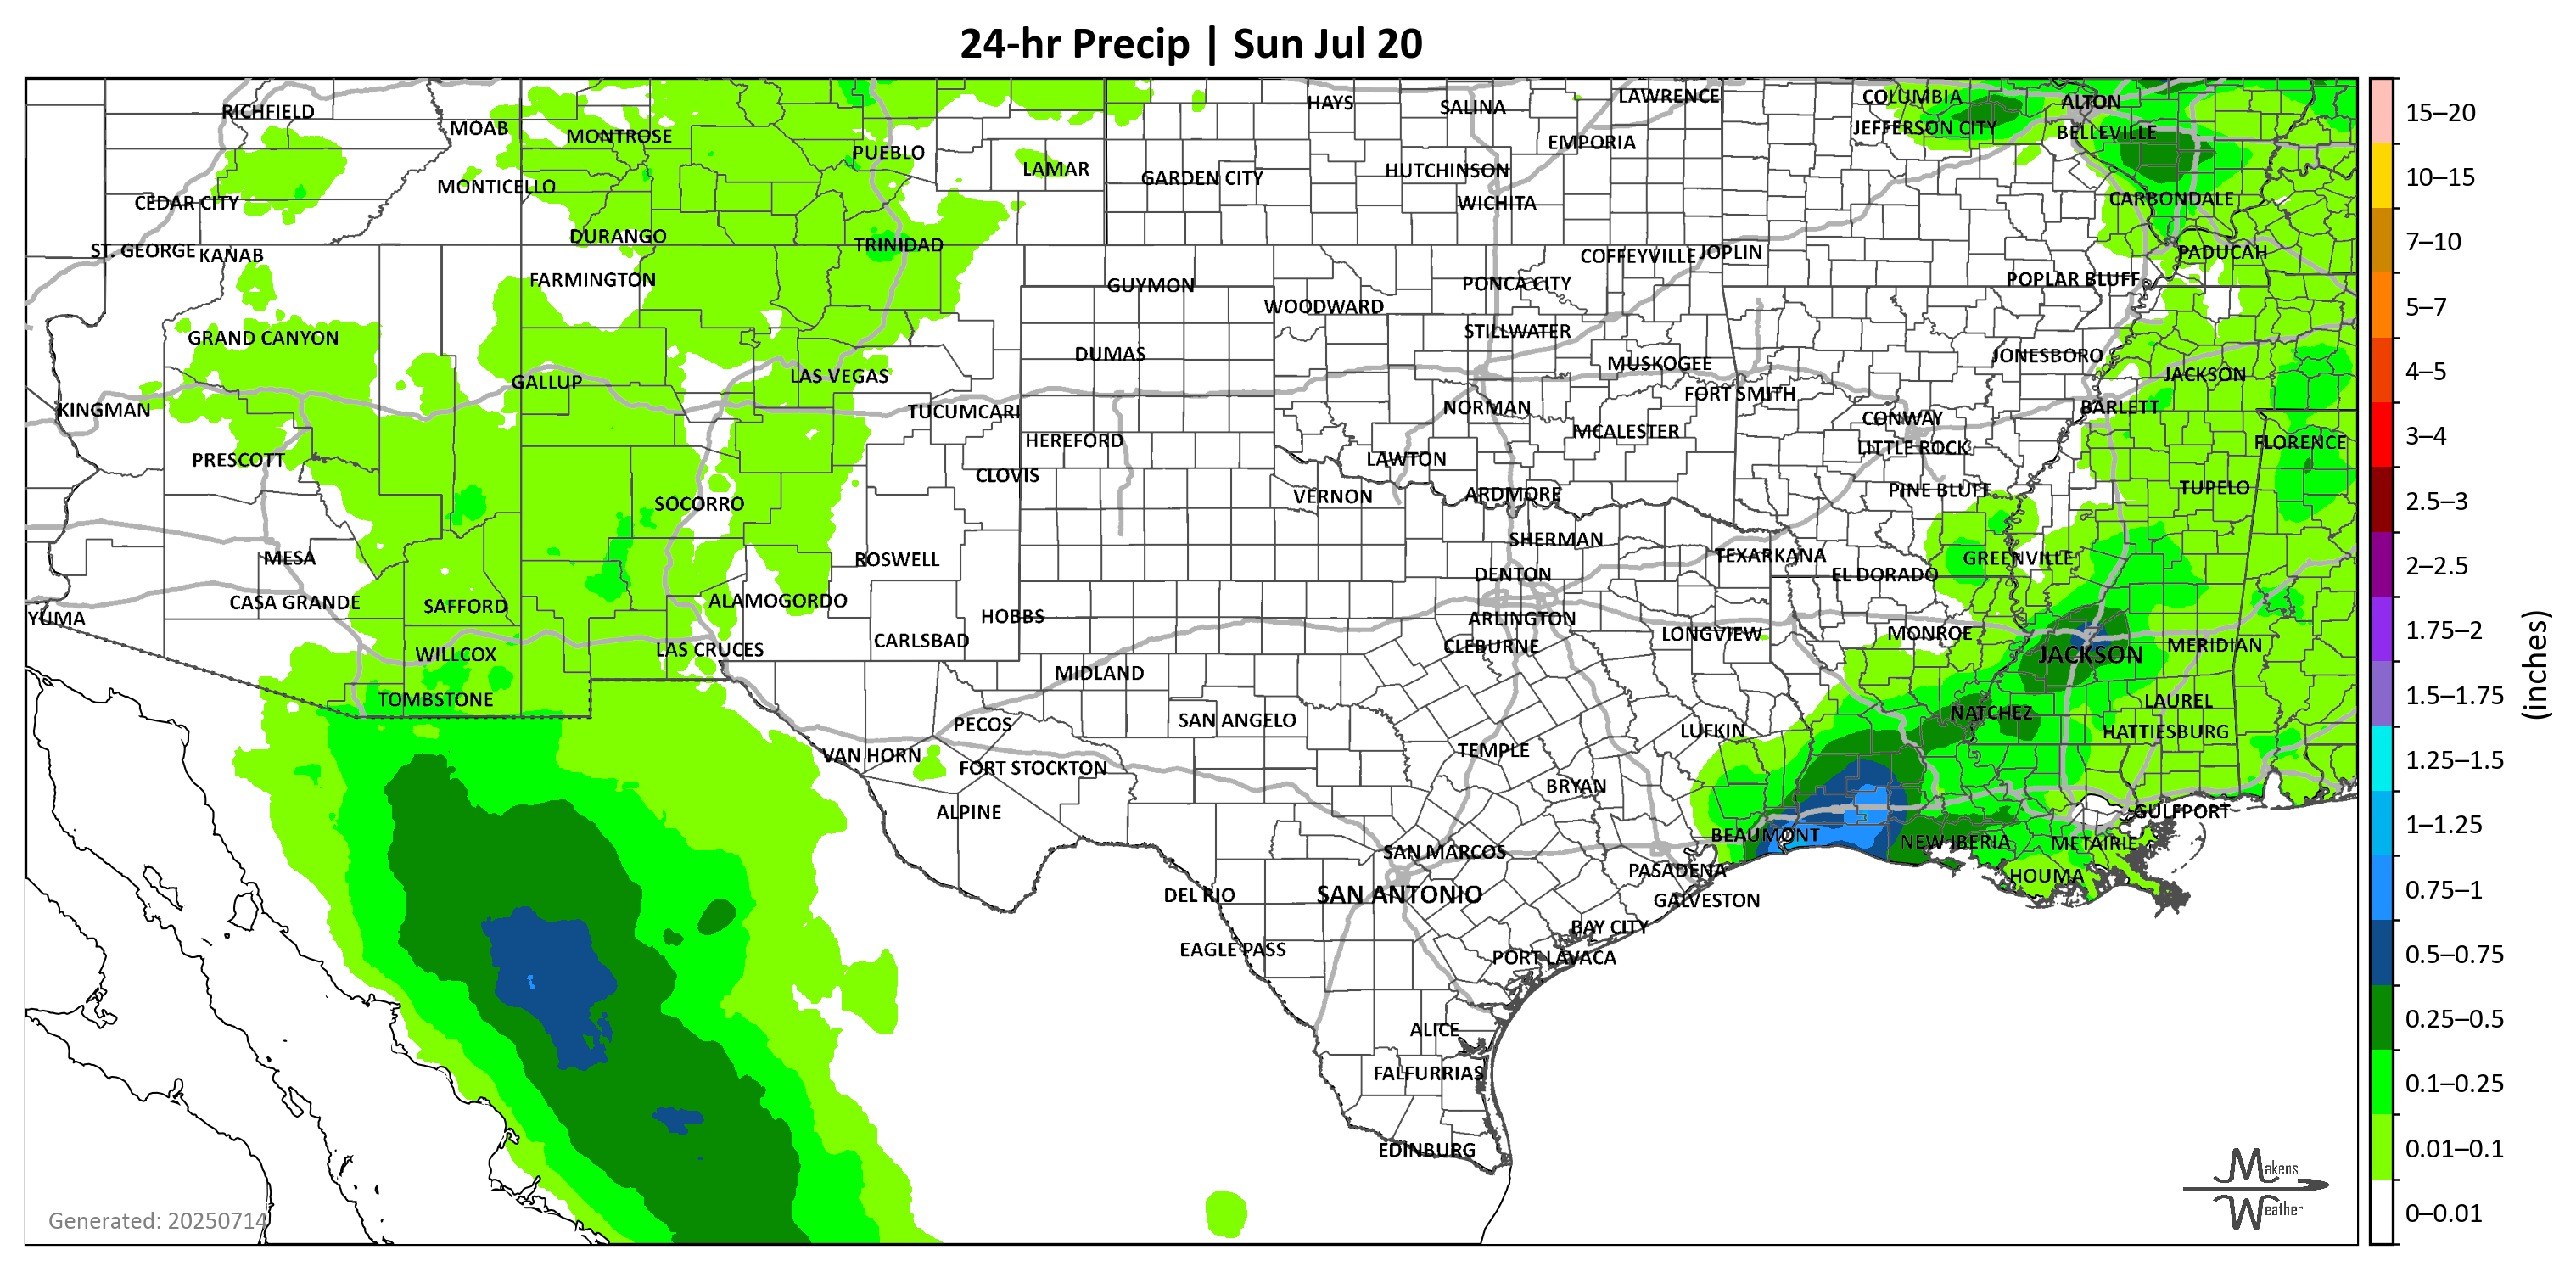 24-hr Precip | Sun Jul 20
RICHFIELD
MOAB
MONTROSE
PUEBLO
LAMAR
HAYS
SALINA
LAWRENCE
EMPORIA
COLUMBIA
JEFFERSON CITY
ALTON
BELLEVILLE
MONTICELLO
CEDAR CITY
GARDEN CITY
HUTCHINSON
WICHITA
CARBONDALE
DURANGO
TRINIDAD
ST. GEORGE
KANAB
COFFEYVILLE
JOPLIN
PADUCAH
FARMINGTON
GUYMON
PONCA CITY
POPLAR BLUFF
WOODWARD
GRAND CANYON
STILLWATER
DUMAS
MUSKOGEE
JONESBORO
GALLUP
LAS VEGAS
JACKSON
KINGMAN
TUCUMCARI
NORMAN
FORT SMITH
CONWAY
BARLETT
HEREFORD
MCALESTER
LITTLE ROCK
FLORENCE
PRESCOTT
CLOVIS
LAWTON
SOCORRO
VERNON
ARDMORE
PINE BLUFF
TUPELO
MESA
ROSWELL
SHERMAN
TEXARKANA
GREENVILLE
DENTON
EL DORADO
CASA GRANDE
SAFFORD
ALAMOGORDO
YUMA
HOBBS
ARLINGTON
CARLSBAD
CLEBURNE
LONGVIEW
MONROE
JACKSON
MERIDIAN
WILLCOX
LAS CRUCES
MIDLAND
TOMBSTONE
PECOS
SAN ANGELO
LUFKIN
NATCHEZ
LAUREL
HATTIESBURG
VAN HORN
FORT STOCKTON
TEMPLE
BRYAN
ALPINE
GULFPORT
BEAUMONT
NEW IBERIA
METAIRIE
SAN MARCOS
PASADENA
HOUMA
DEL RIO
SAN ANTONIO
GALVESTON
BAY CITY
EAGLE PASS
PORT LAVACA
ALICE
FALFURRIAS
EDINBURG
Generated: 20250714
Makens
Weather
15–20
10–15
7–10
5–7
4–5
3–4
2.5–3
2–2.5
1.75–2
1.5–1.75
1.25–1.5
1–1.25
0.75–1
0.5–0.75
0.25–0.5
0.1–0.25
0.01–0.1
0–0.01
(inches)